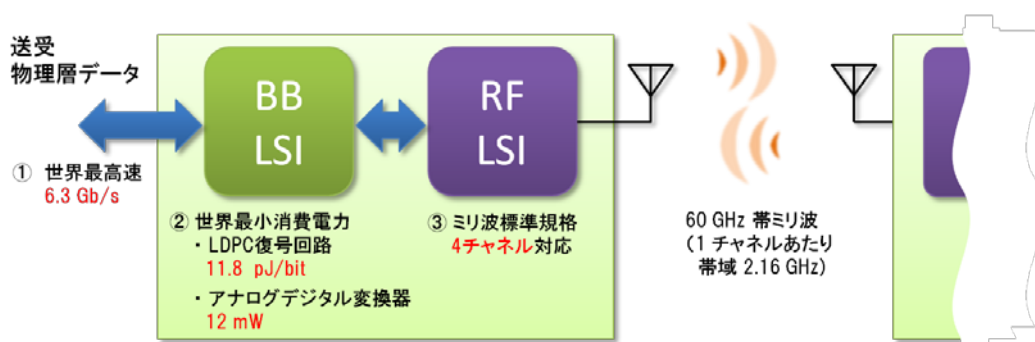 送受
物理層データ
① 世界最高速
6.3 Gb/s
BB
LSI
RF
LSI
② 世界最小消費電力
・LDPC復号回路
11.8 pJ/bit
・アナログデジタル変換器
12 mW
③ ミリ波標準規格
4チャネル対応
60 GHz 帯ミリ波
(1 チャネルあたり
帯域 2.16 GHz)